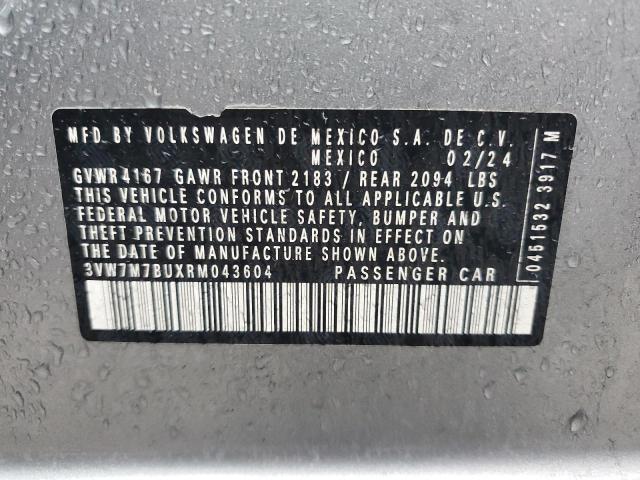 MFD BY VOLKSWAGEN DE MEXICO S.A. DE C.V.
MEXICO 02/24
GVWR 4167 GAWR FRONT 2183 / REAR 2094 LBS
THIS VEHICLE CONFORMS TO ALL APPLICABLE U.S.
FEDERAL MOTOR VEHICLE SAFETY, BUMPER AND
THEFT PREVENTION STANDARDS IN EFFECT ON
THE DATE OF MANUFACTURE SHOWN ABOVE.
3VW7M7BUXRM043604 PASSENGER CAR
0461632 3917 M